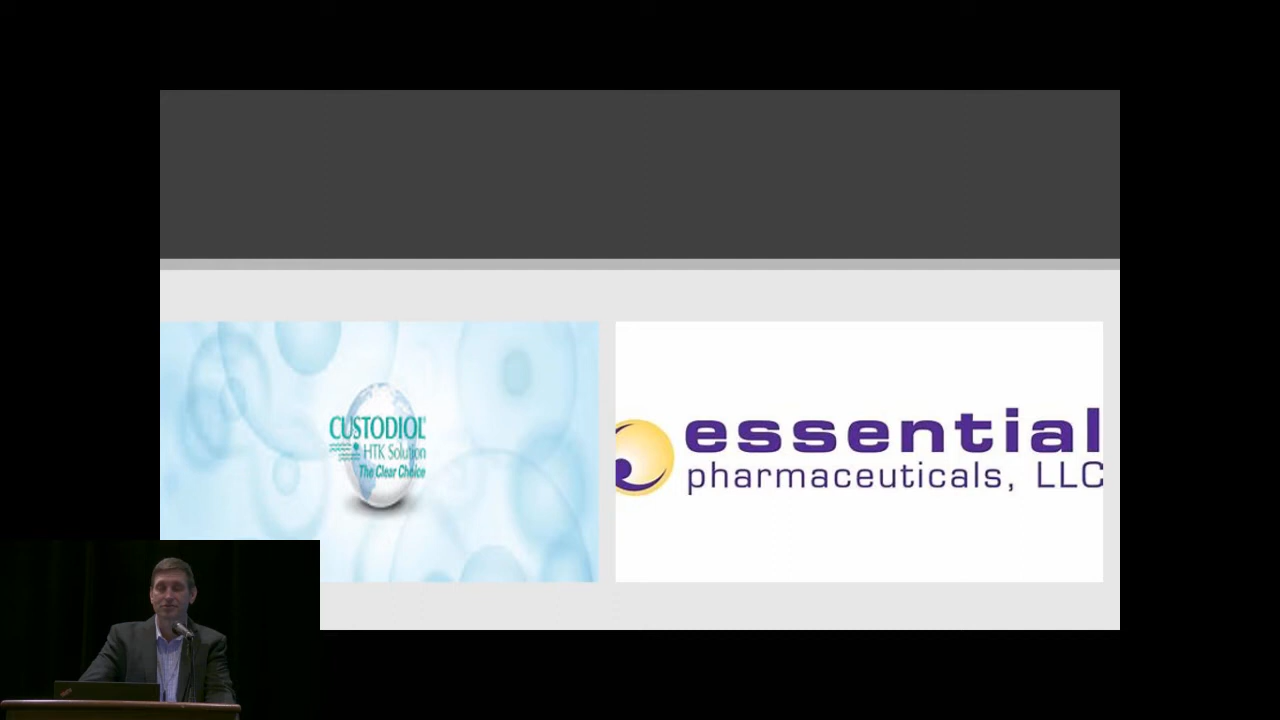 CUSTODIOL®
HTK Solution
The Clear Choice
essential
pharmaceuticals, LLC